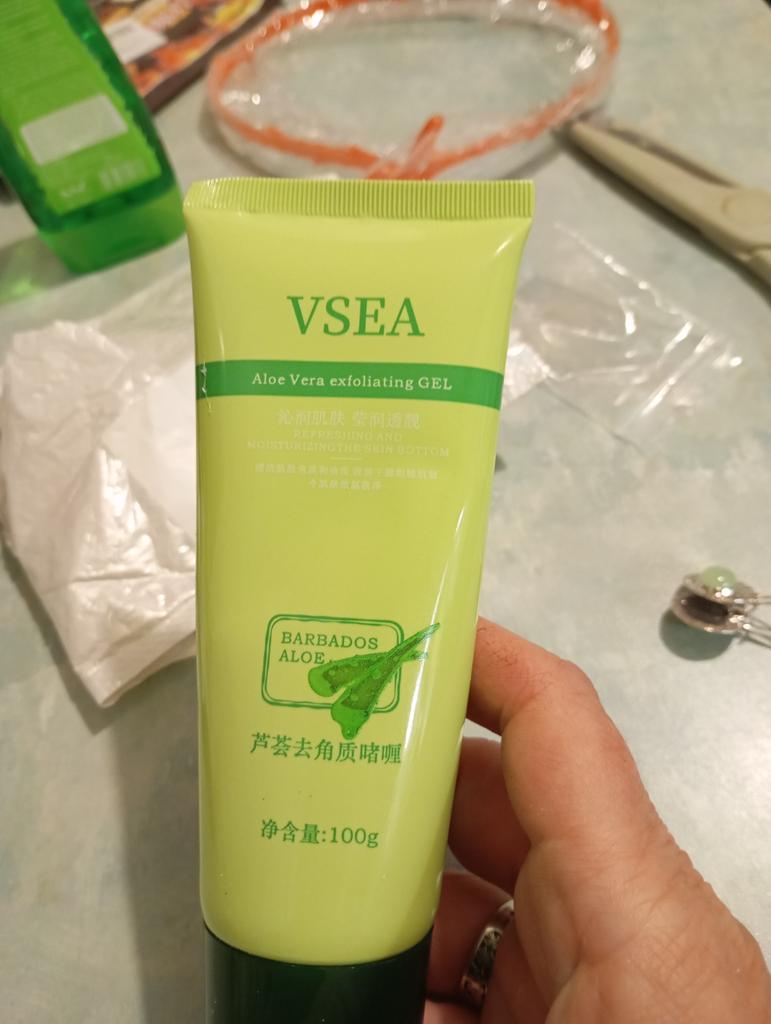 VSEA
Aloe Vera exfoliating GEL
沁润肌肤 莹润透靓
REFRESHING AND
MOISTURIZINGTHE SKIN BOTTOM
BARBADOS
ALOE
芦荟去角质啫喱
净含量:100g